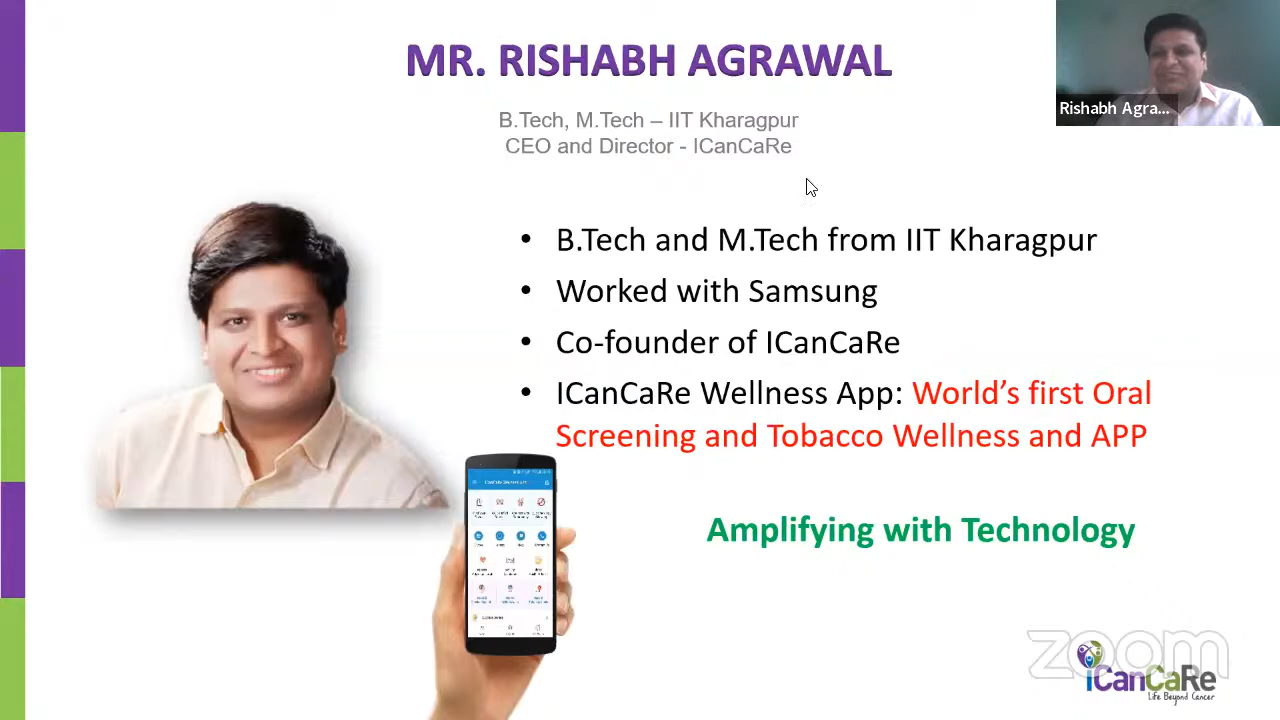 MR. RISHABH AGRAWAL
Rishabh Agra...
B.Tech, M.Tech – IIT Kharagpur
CEO and Director - ICanCaRe
• B.Tech and M.Tech from IIT Kharagpur
• Worked with Samsung
• Co-founder of ICanCaRe
• ICanCaRe Wellness App: World's first Oral
Screening and Tobacco Wellness and APP
Amplifying with Technology
zoom
iCanCaRe
Life Beyond Cancer